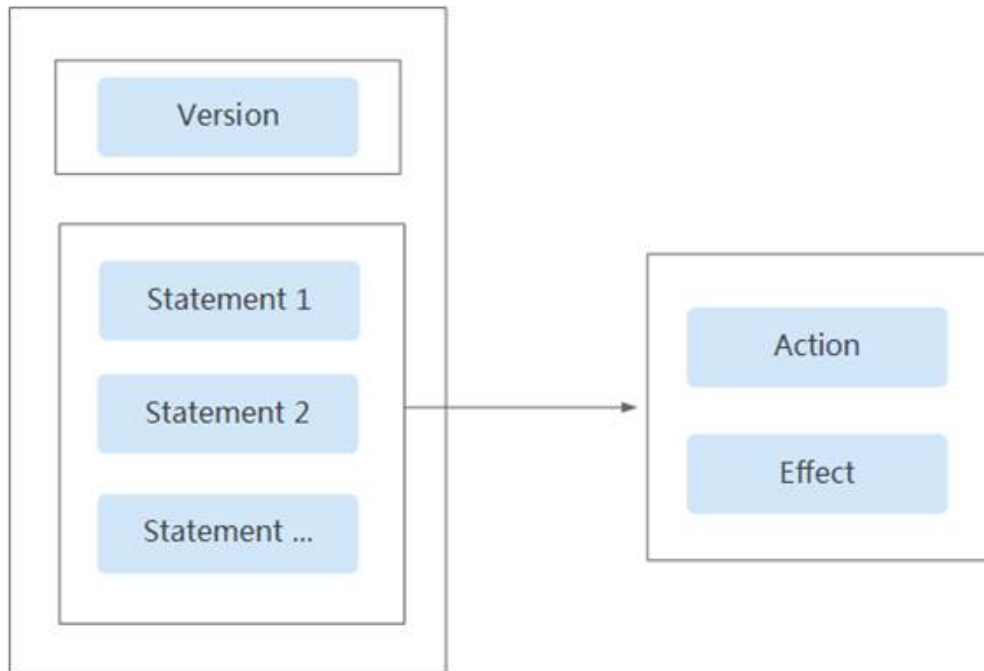 Version
Statement 1
Statement 2
Statement ...
Action
Effect